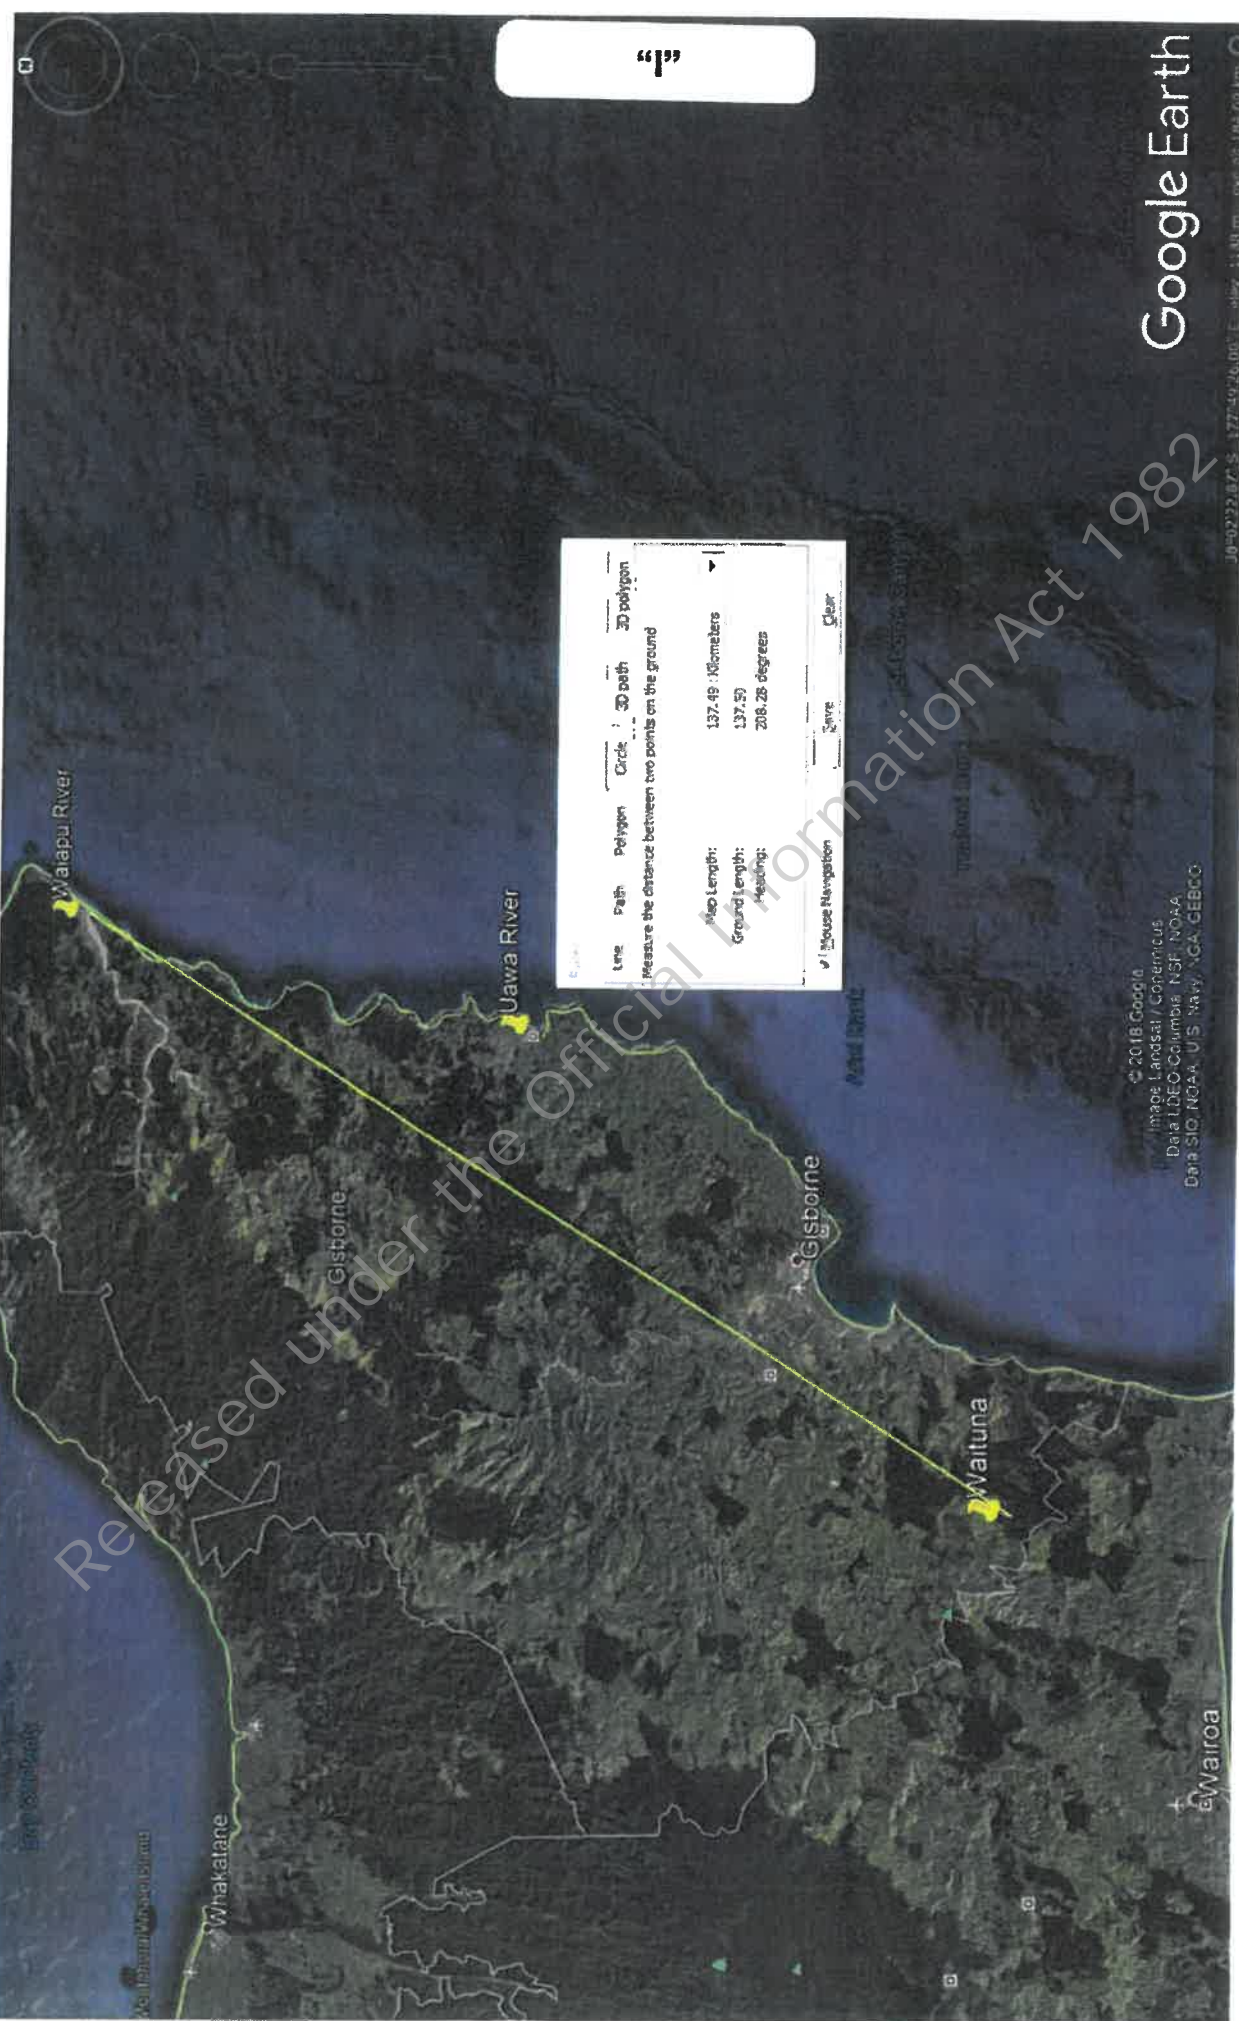 “I”
Waiapu River
Uawa River
Line Path Polygon Circle 3D path 3D polygon
Measure the distance between two points on the ground
Map Length: 137.49 Kilometers
Ground Length: 137.50
Heading: 208.28 degrees
Mouse Navigation Save Clear
Gisborne
Gisborne
Waituna
Whakatane
Wairoa
© 2018 Google
Image Landsat / Copernicus
Data LDEO-Columbia, NSF, NOAA
Data SIO, NOAA, U.S. Navy, NGA, GEBCO
Google Earth
Released under the Official Information Act 1982